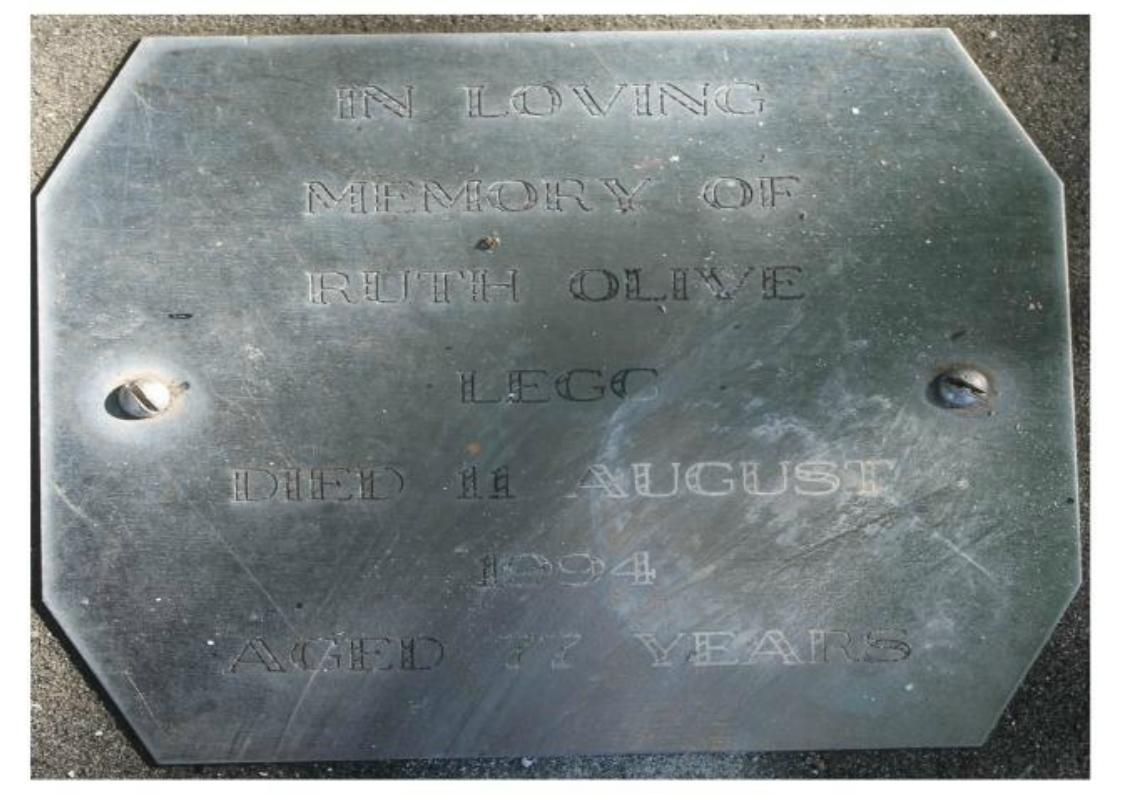 IN LOVING
MEMORY OF
RUTH OLIVE
LEGG
DIED 11 AUGUST
1994
AGED 77 YEARS